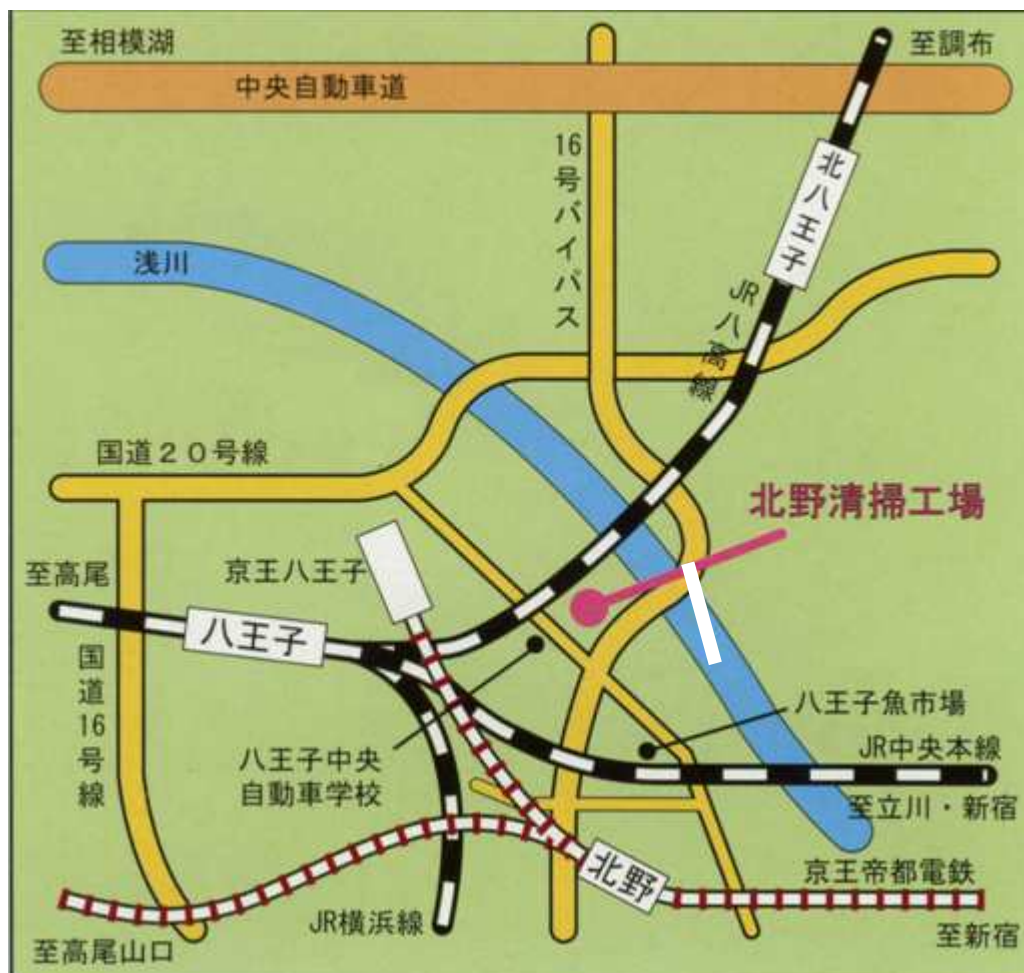 至相模湖
至調布
中央自動車道
16号バイパス
北八王子
浅川
JR八高線
国道20号線
北野清掃工場
京王八王子
至高尾
八王子
国道16号線
八王子魚市場
JR中央本線
八王子中央
自動車学校
至立川・新宿
北野
京王帝都電鉄
JR横浜線
至新宿
至高尾山口